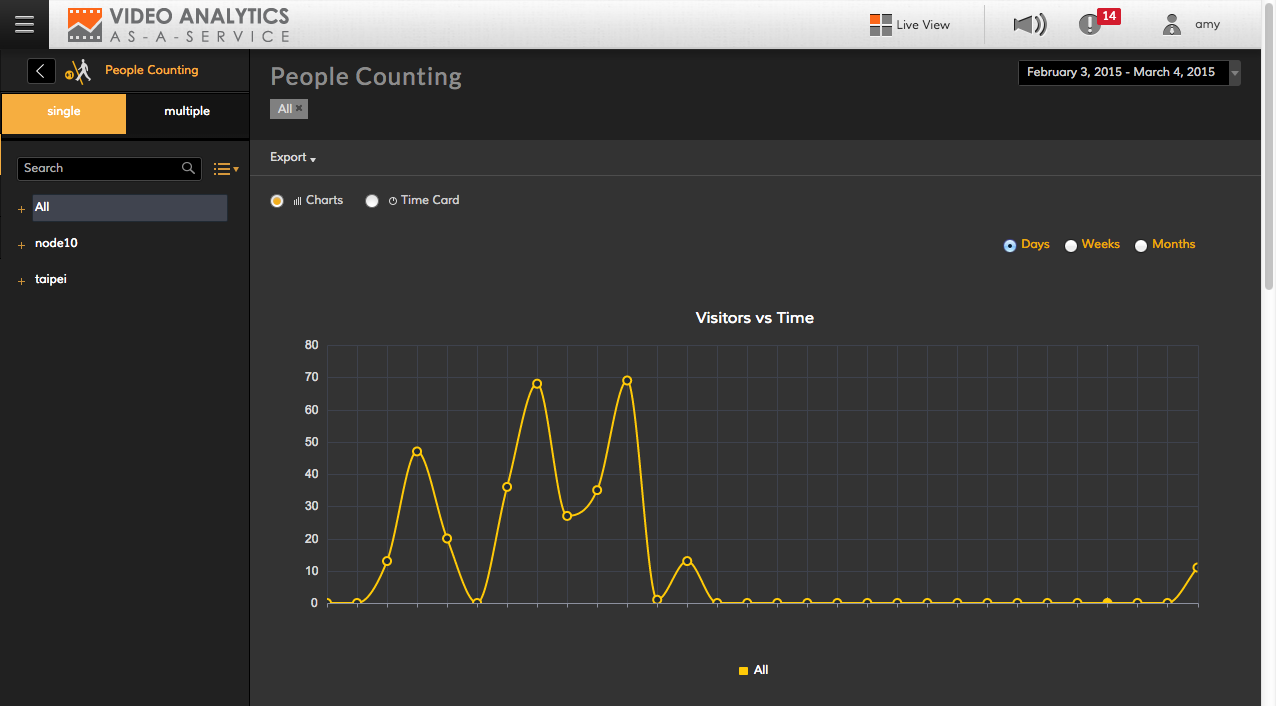 VIDEO ANALYTICS
AS-A-SERVICE
Live View
14
amy
People Counting
single
multiple
Search
All
node10
taipei
People Counting
All ×
February 3, 2015 - March 4, 2015
Export
Charts
Time Card
Days
Weeks
Months
Visitors vs Time
80
70
60
50
40
30
20
10
0
All